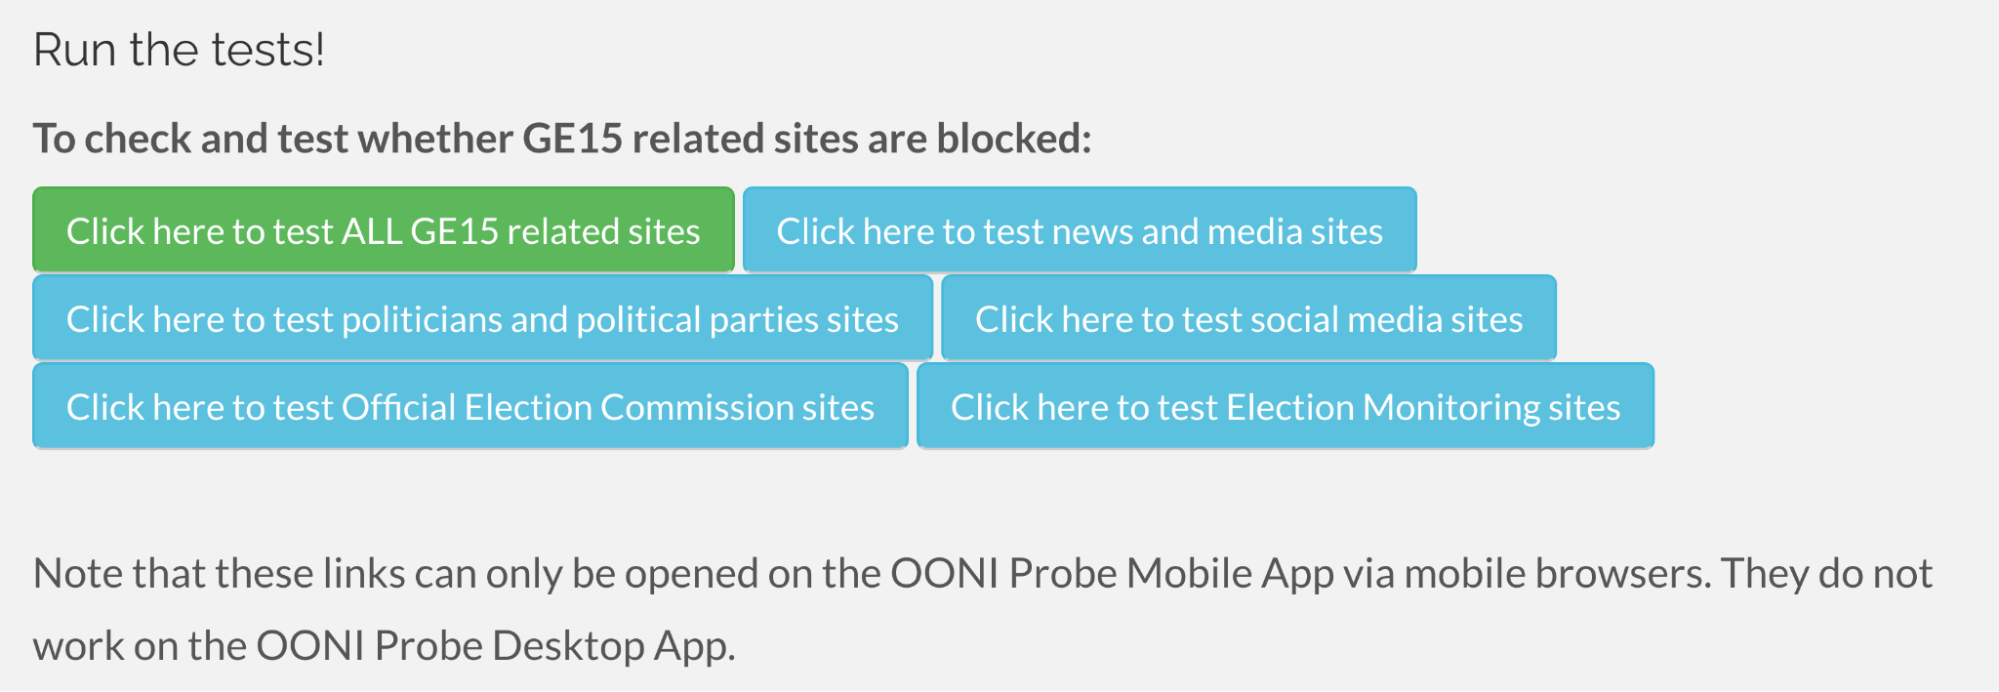 Run the tests!
To check and test whether GE15 related sites are blocked:
Click here to test ALL GE15 related sites Click here to test news and media sites
Click here to test politicians and political parties sites Click here to test social media sites
Click here to test Official Election Commission sites Click here to test Election Monitoring sites
Note that these links can only be opened on the OONI Probe Mobile App via mobile browsers. They do not
work on the OONI Probe Desktop App.